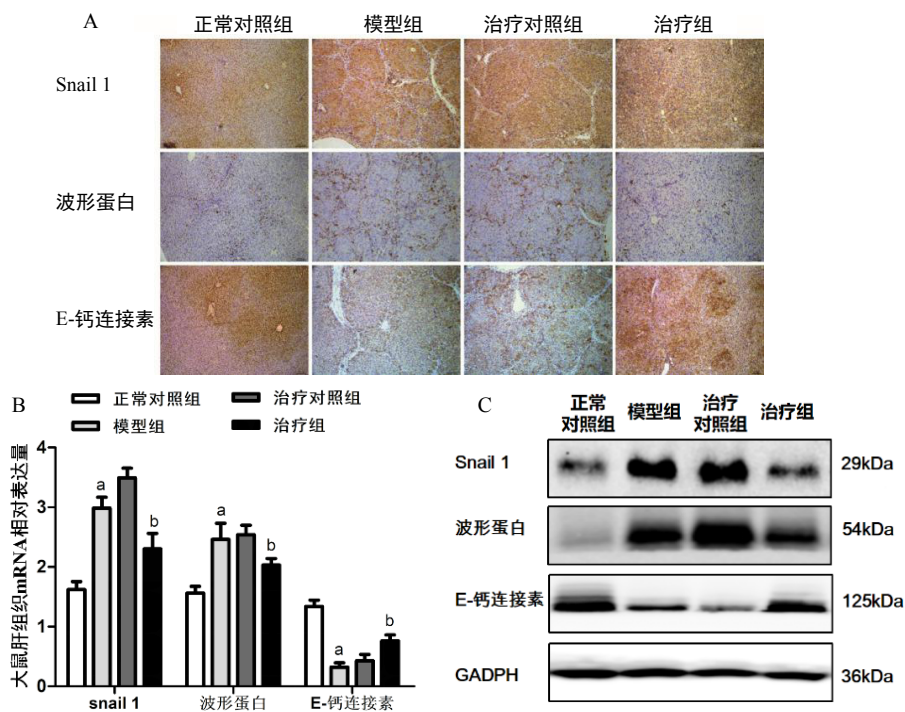 A
正常对照组 模型组 治疗对照组 治疗组
Snail 1
波形蛋白
E-钙连接素
B
正常对照组 治疗对照组
模型组 治疗组
大鼠肝组织mRNA相对表达量
4
3
2
1
0
a b a b a b
snail 1 波形蛋白 E-钙连接素
C
正常 治疗
对照组 模型组 对照组 治疗组
Snail 1 29kDa
波形蛋白 54kDa
E-钙连接素 125kDa
GADPH 36kDa